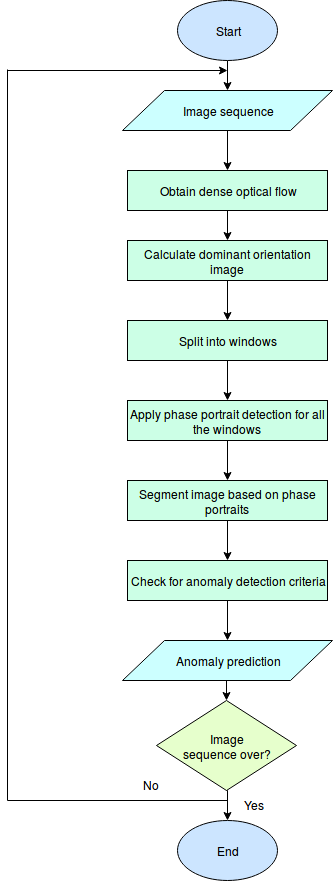 Start
Image sequence
Obtain dense optical flow
Calculate dominant orientation
image
Split into windows
Apply phase portrait detection for all
the windows
Segment image based on phase
portraits
Check for anomaly detection criteria
Anomaly prediction
Image
sequence over?
No
Yes
End